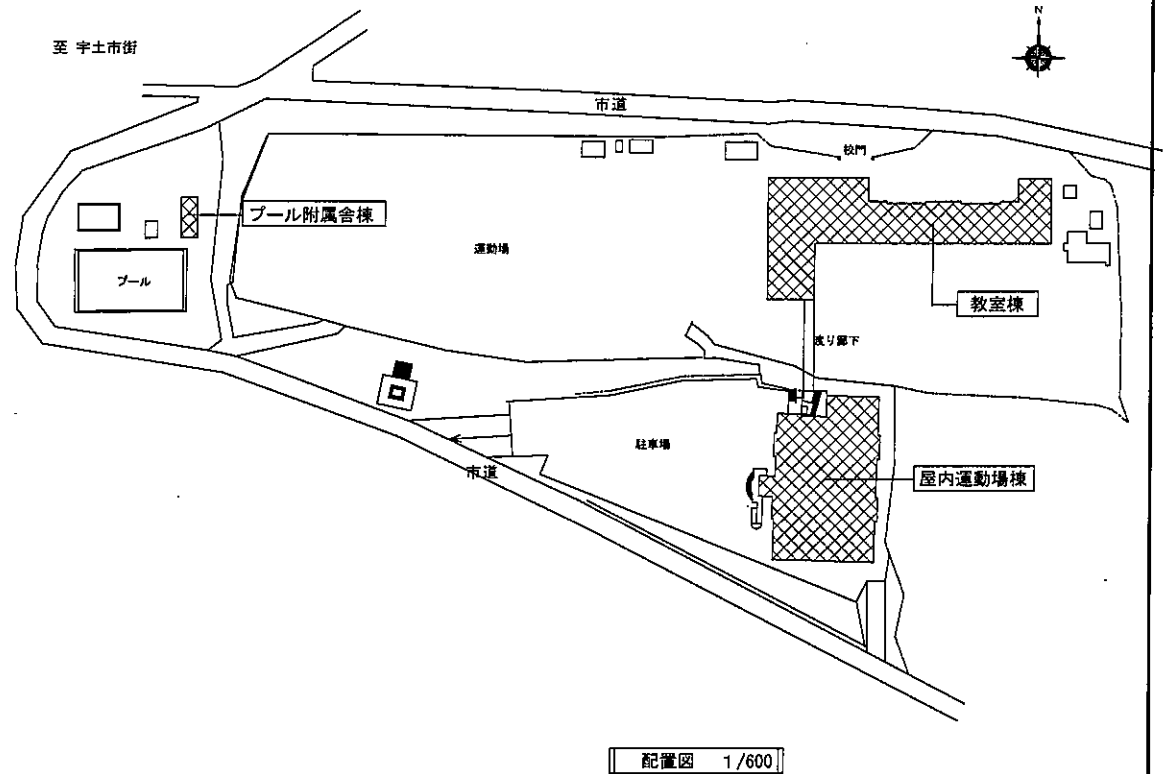 N
至 宇土市街
市道
校門
プール附属舎棟
運動場
プール
教室棟
渡り廊下
駐車場
市道
屋内運動場棟
配置図 1/600